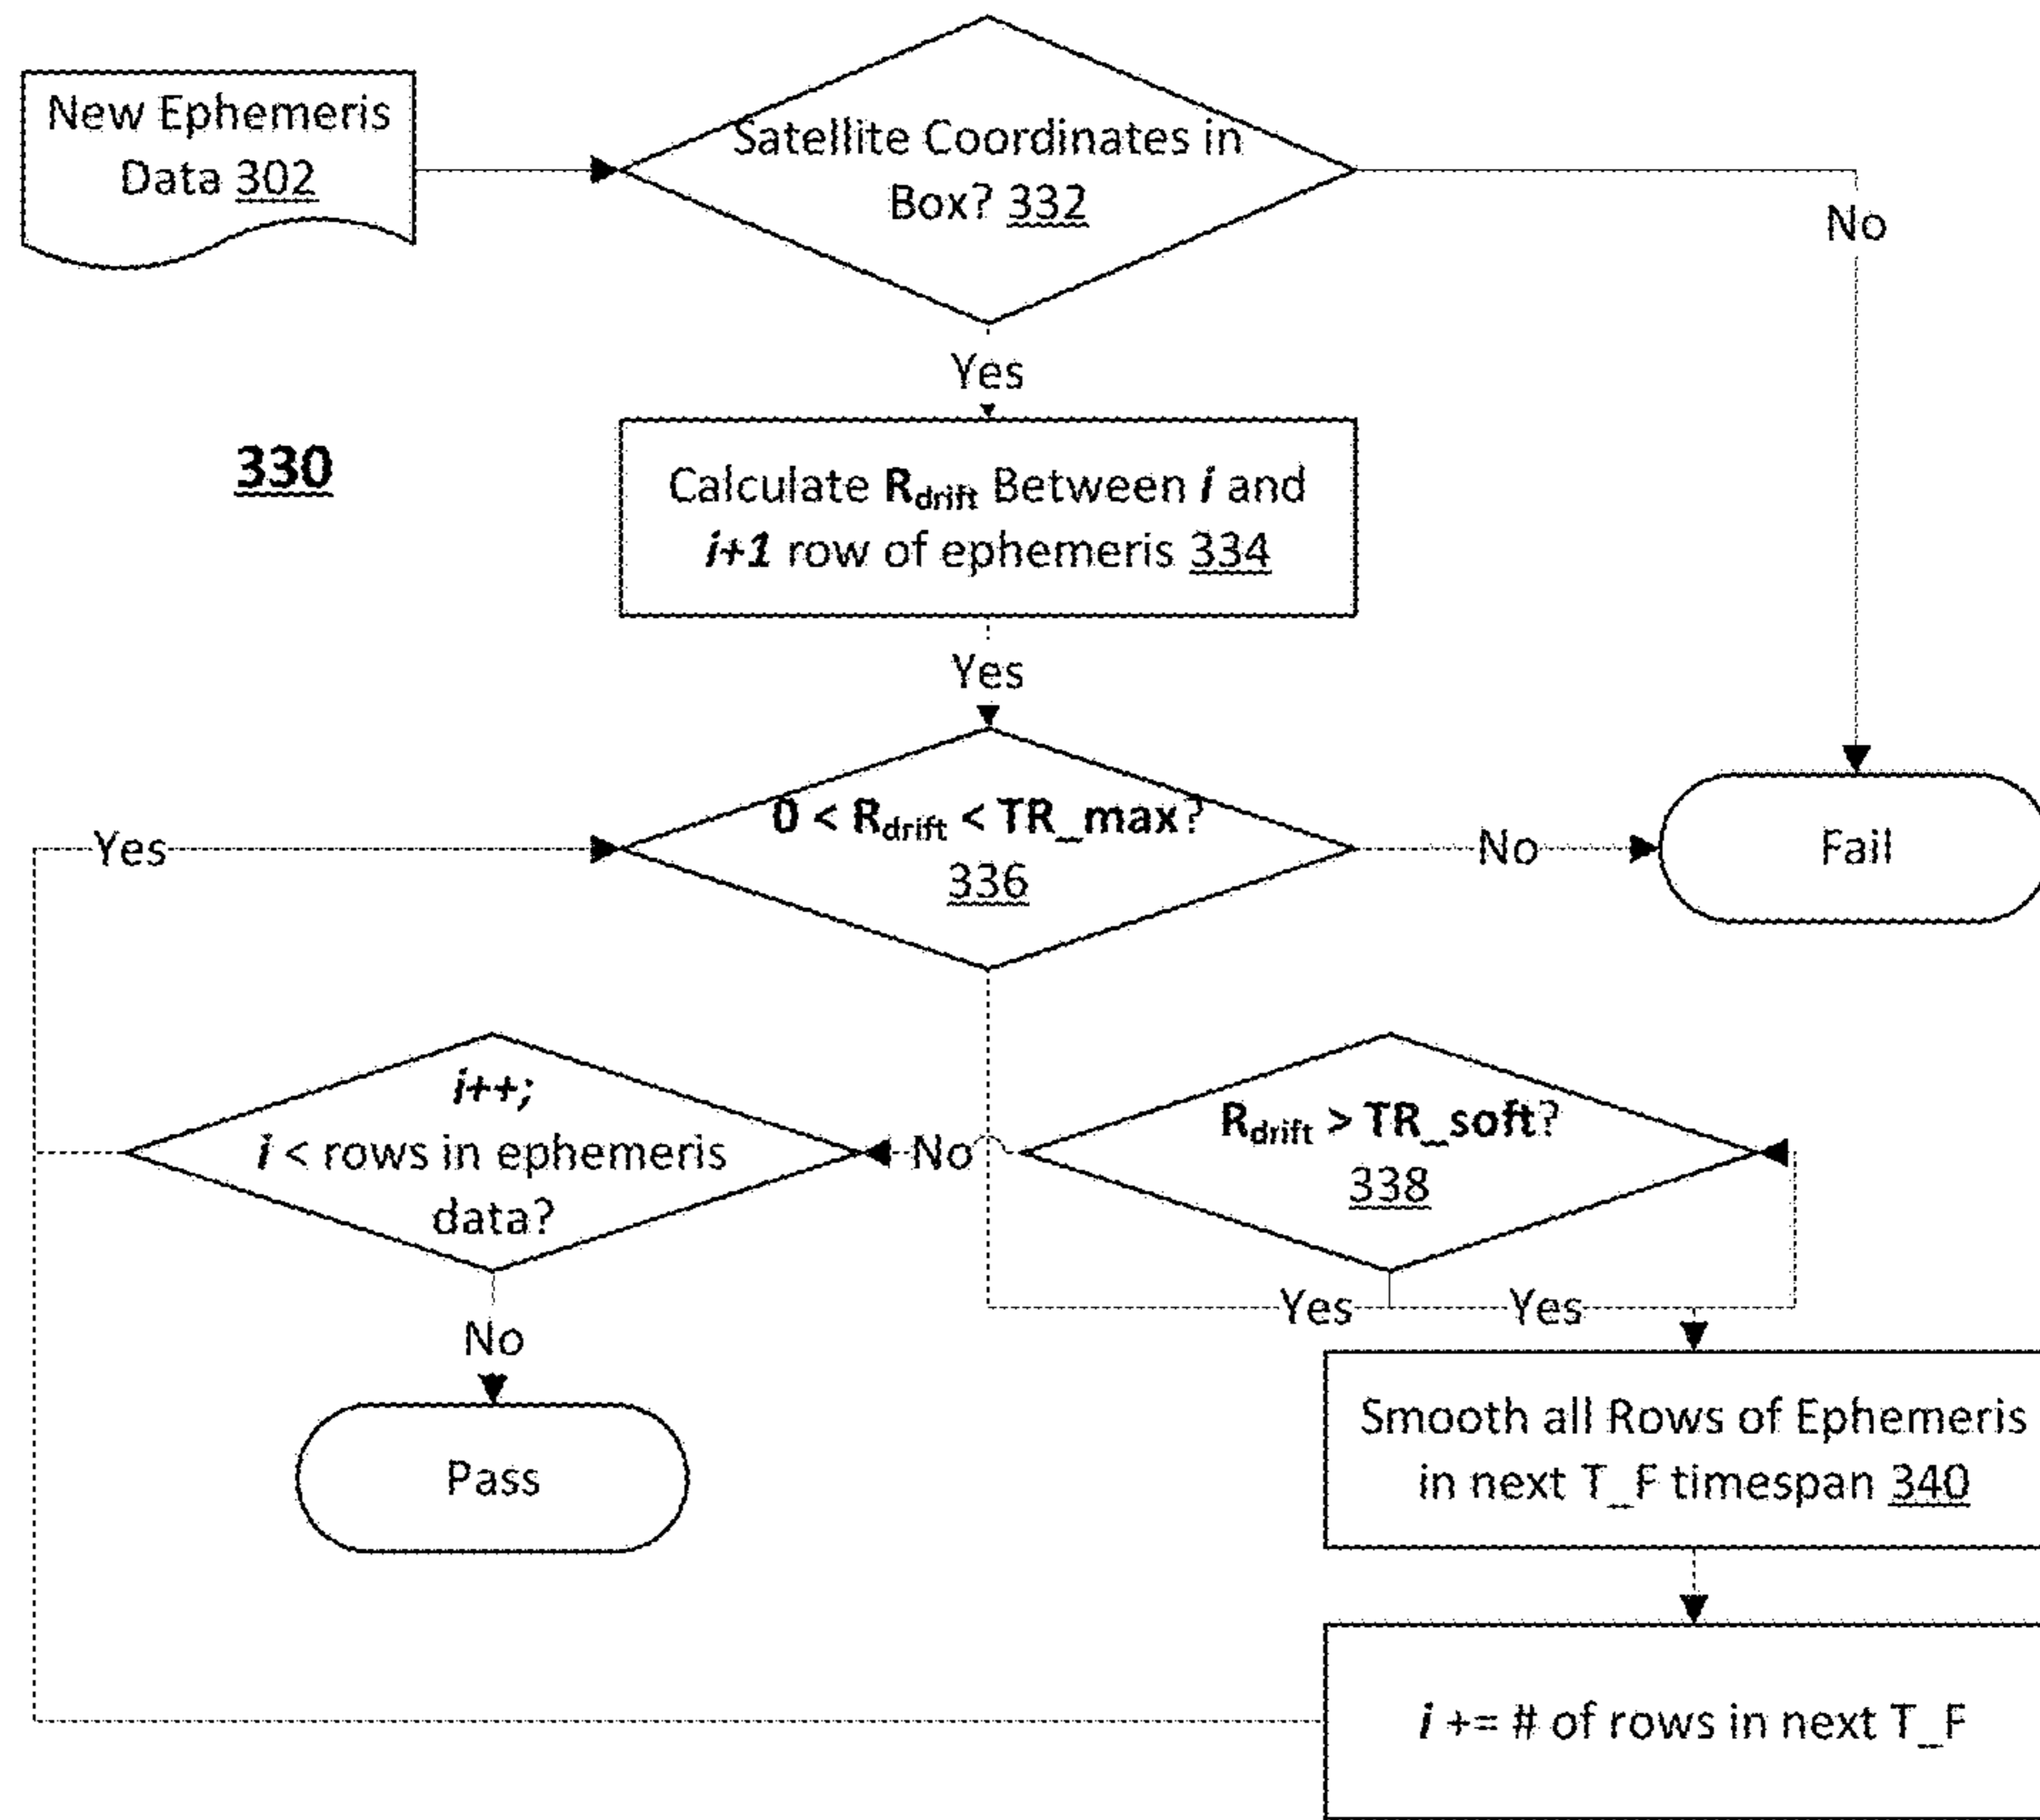 New Ephemeris
Data 302
Satellite Coordinates in
Box? 332
No
Yes
330
Calculate Rdrift Between i and
i+1 row of ephemeris 334
Yes
0 < Rdrift < TR_max?
336
Yes
No
Fail
i++;
i < rows in ephemeris
data?
No
Rdrift > TR_soft?
338
Yes
Yes
No
Pass
Smooth all Rows of Ephemeris
in next T_F timespan 340
i += # of rows in next T_F